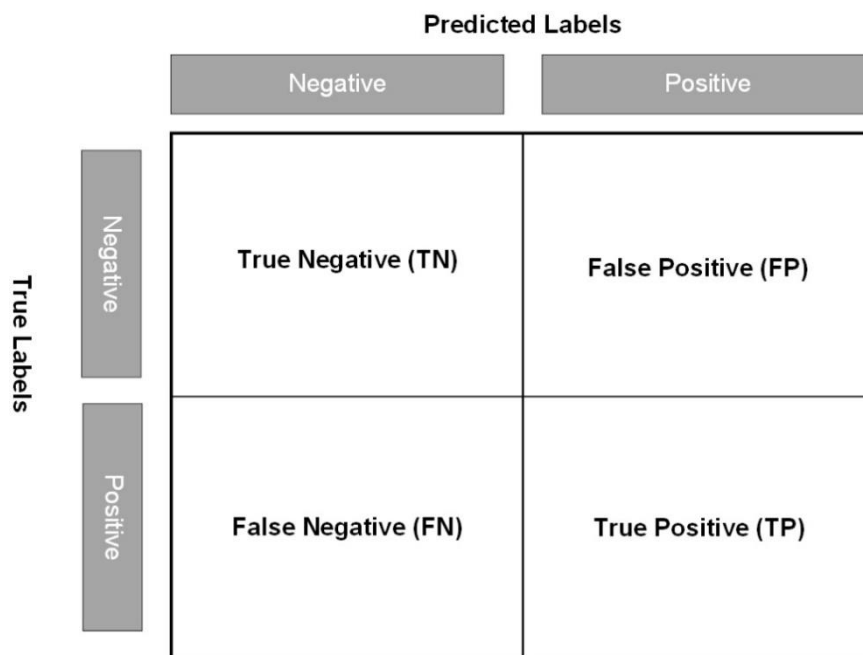 Predicted Labels
Negative
Positive
True Labels
Negative
True Negative (TN)
False Positive (FP)
Positive
False Negative (FN)
True Positive (TP)